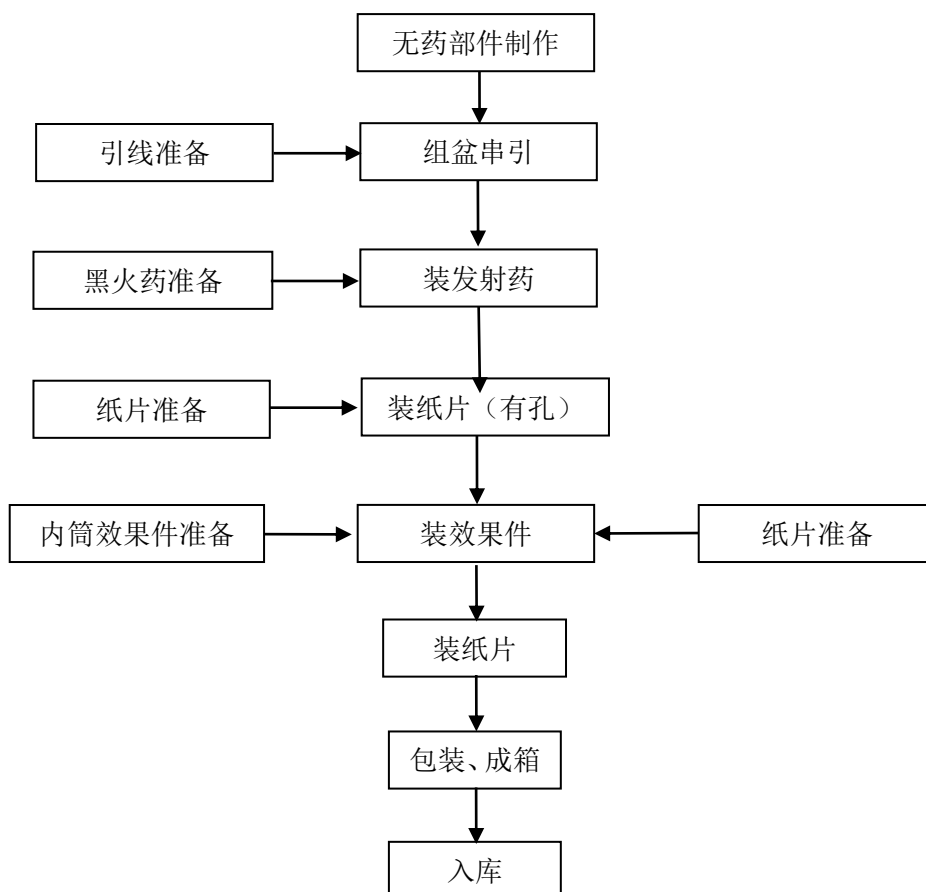 无药部件制作
引线准备
组盆串引
黑火药准备
装发射药
纸片准备
装纸片（有孔）
内筒效果件准备
装效果件
纸片准备
装纸片
包装、成箱
入库